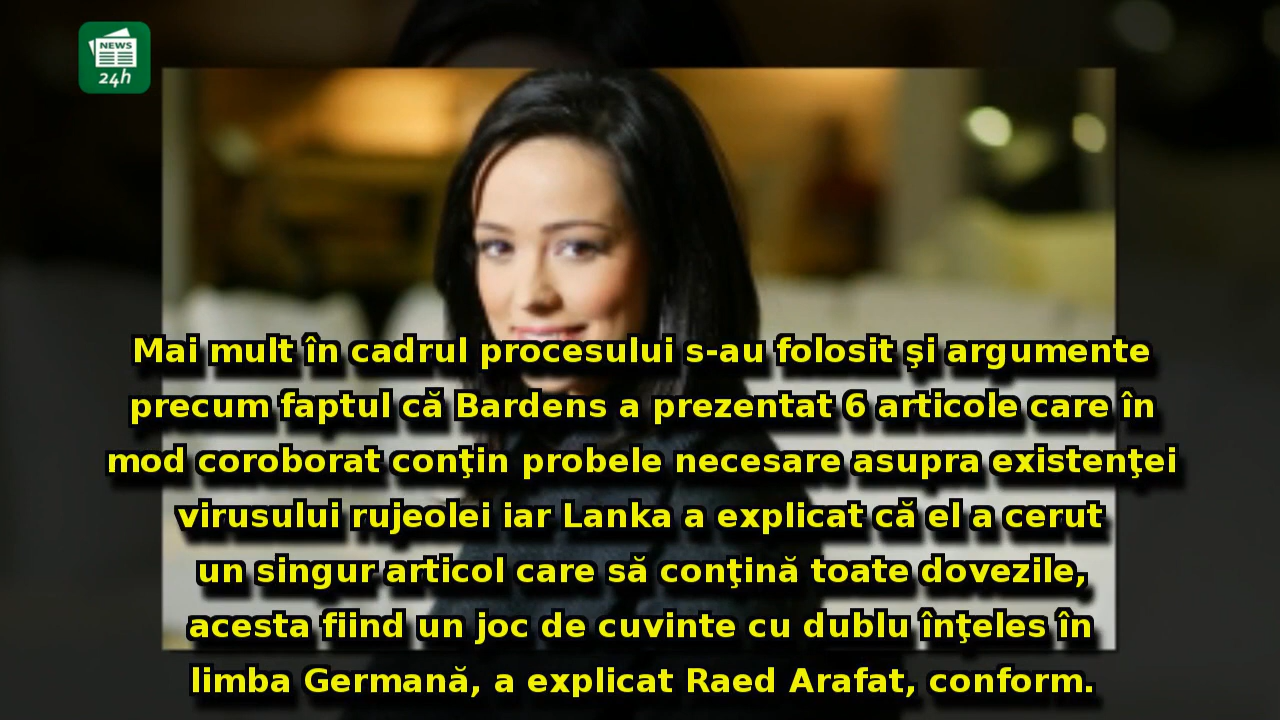 NEWS
24h
Mai mult în cadrul procesului s-au folosit şi argumente
precum faptul că Bardens a prezentat 6 articole care în
mod coroborat conţin probele necesare asupra existenţei
virusului rujeolei iar Lanka a explicat că el a cerut
un singur articol care să conţină toate dovezile,
acesta fiind un joc de cuvinte cu dublu înţeles în
limba Germană, a explicat Raed Arafat, conform.